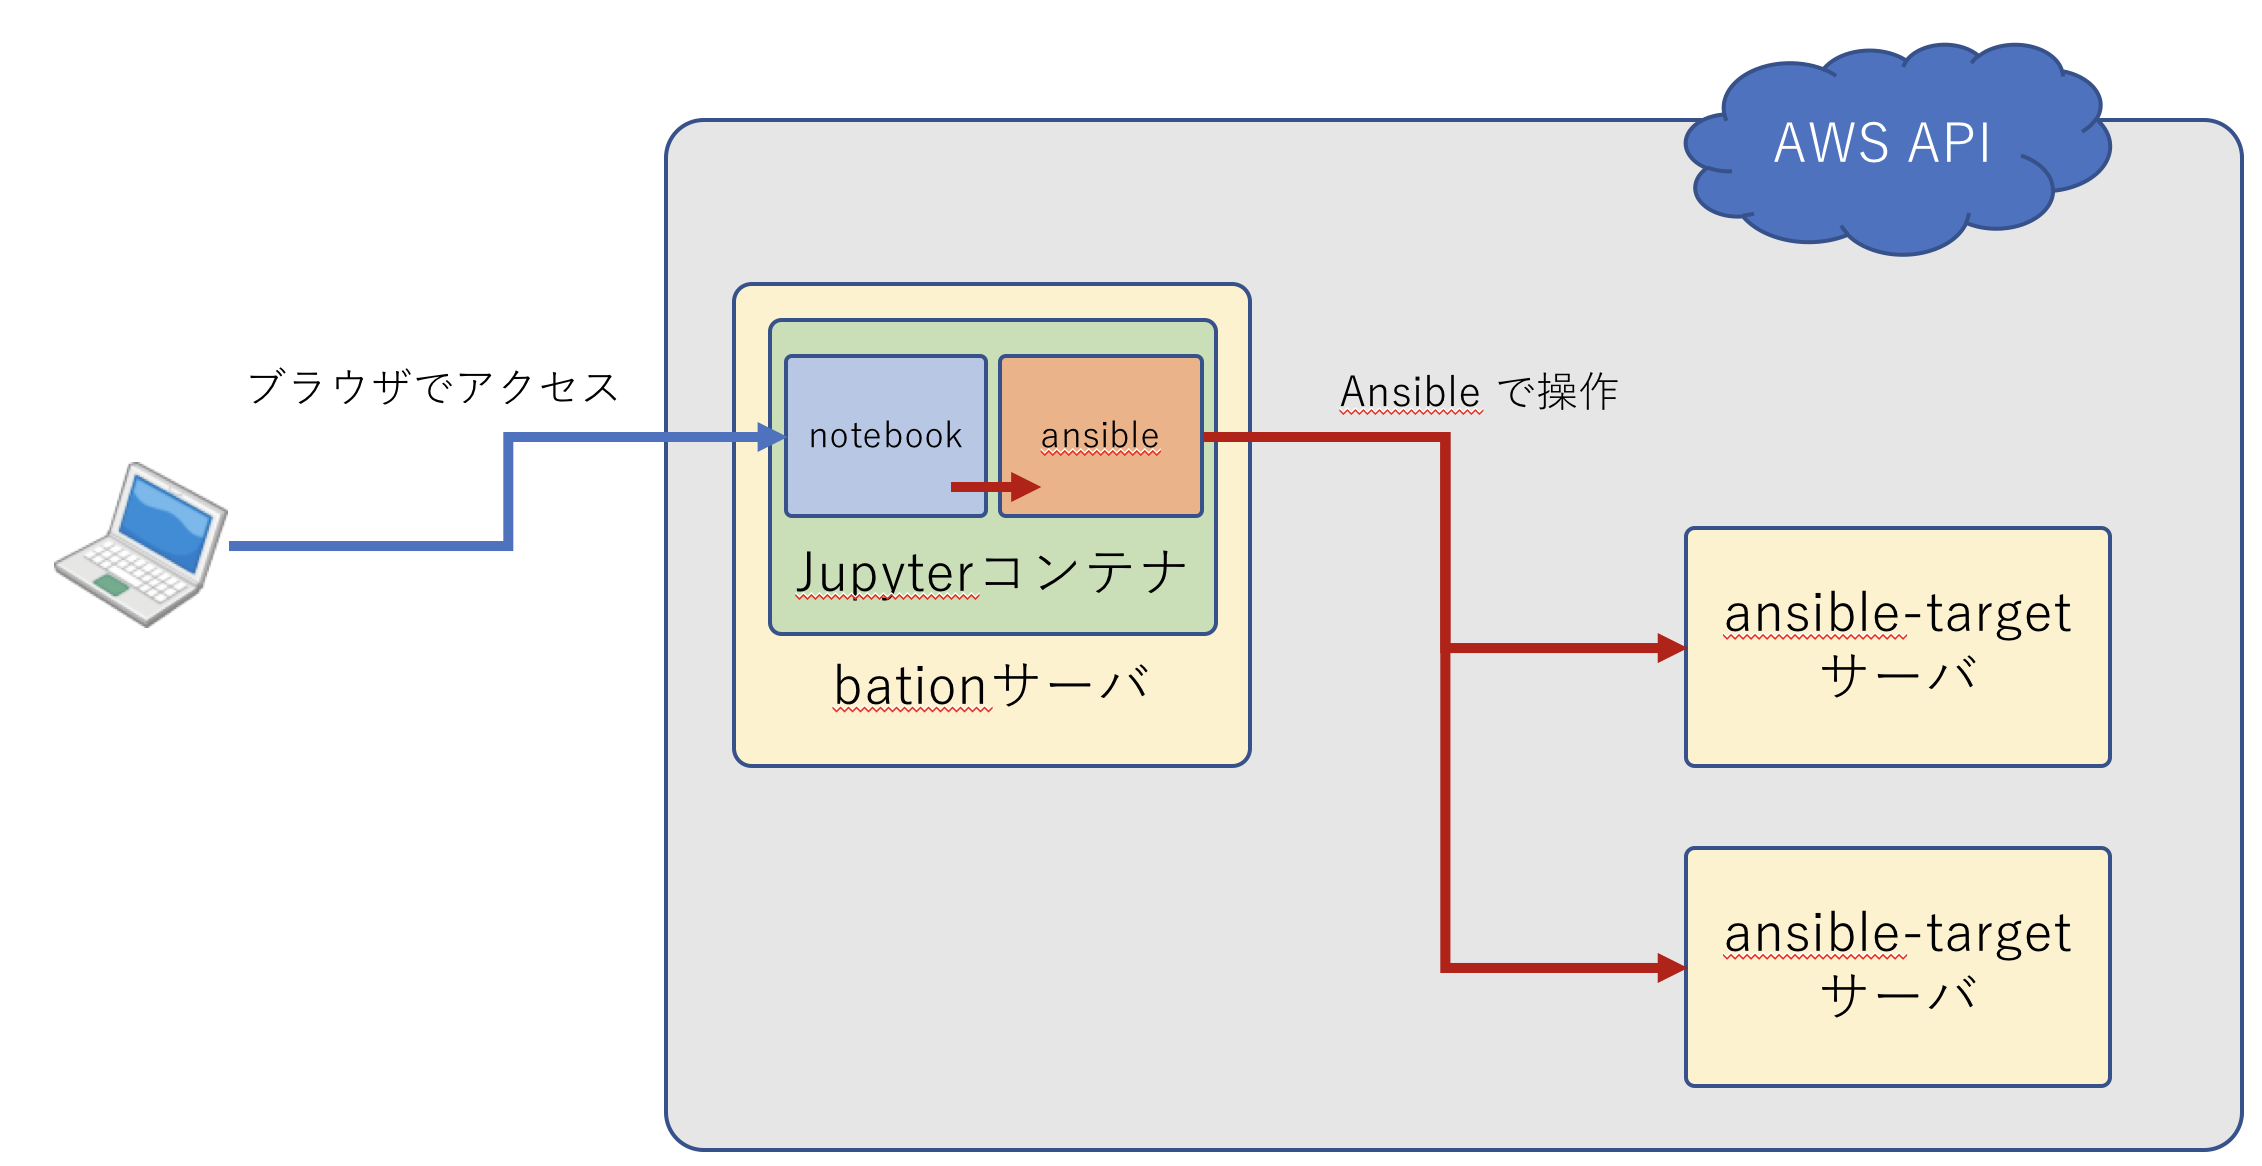 AWS API
ブラウザでアクセス
Ansible で操作
notebook
ansible
Jupyterコンテナ
bationサーバ
ansible-target
サーバ
ansible-target
サーバ